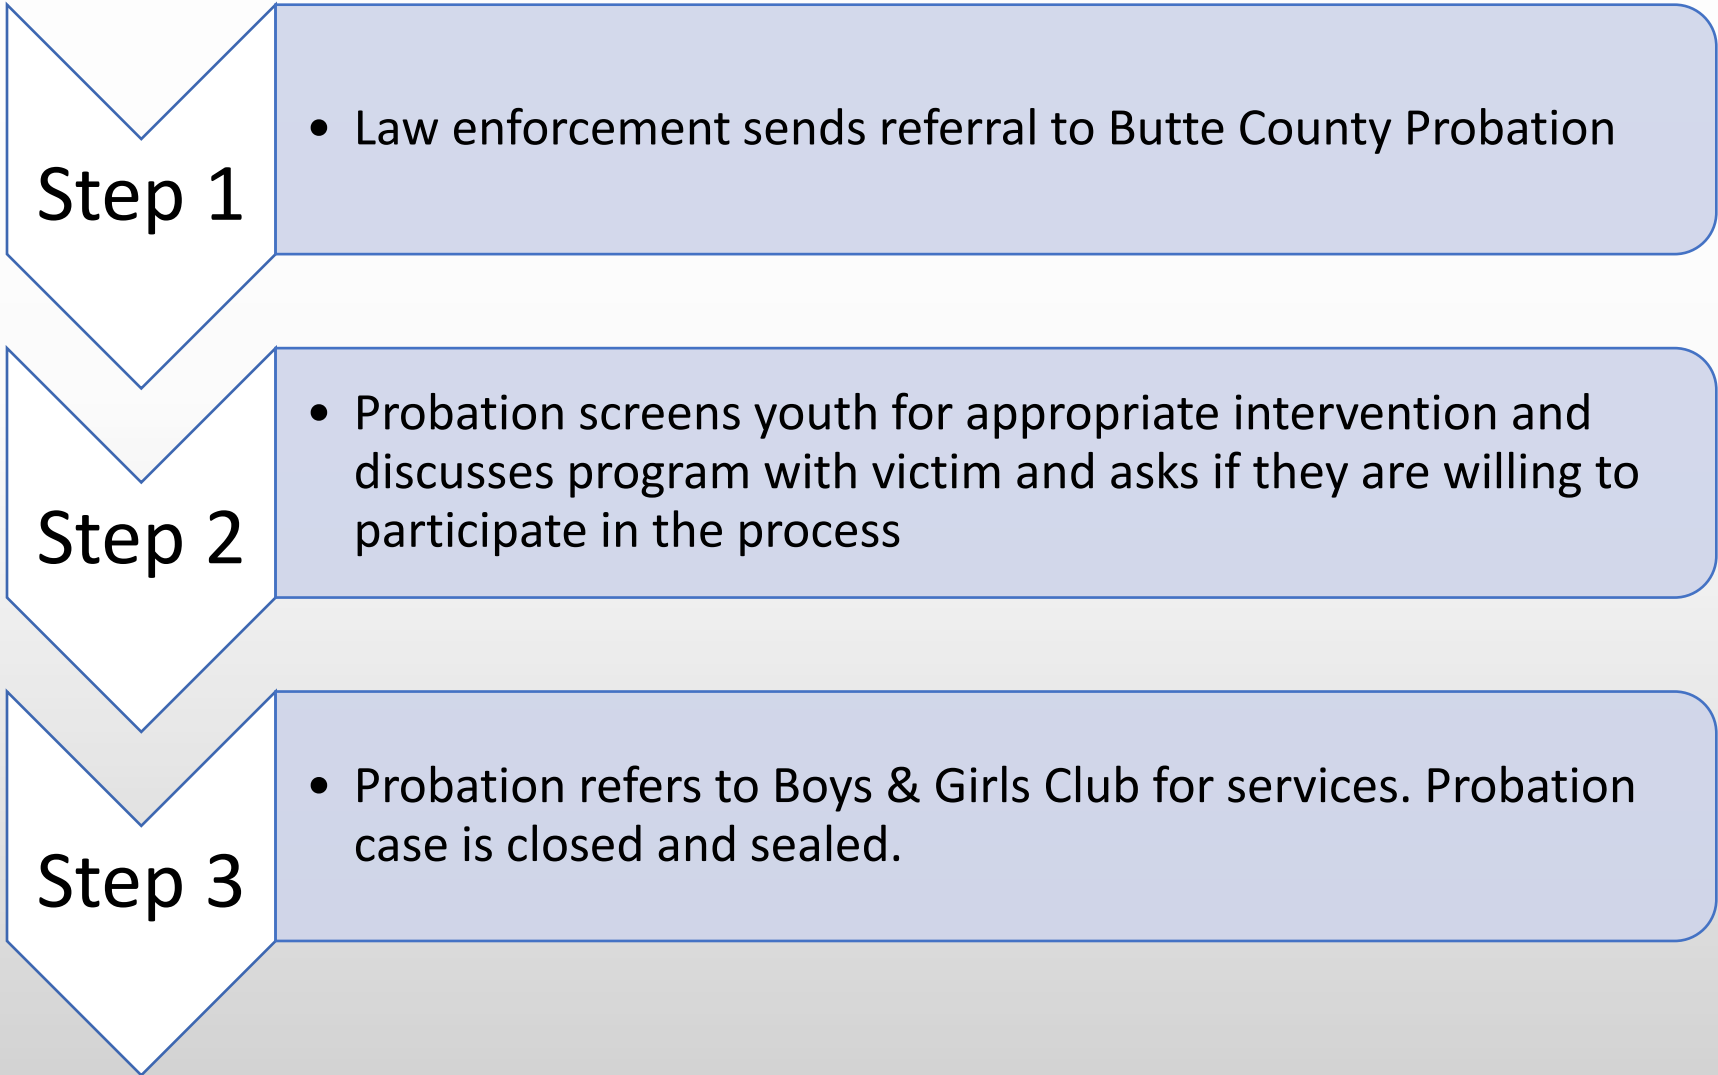 Step 1
• Law enforcement sends referral to Butte County Probation
Step 2
• Probation screens youth for appropriate intervention and
discusses program with victim and asks if they are willing to
participate in the process
Step 3
• Probation refers to Boys & Girls Club for services. Probation
case is closed and sealed.